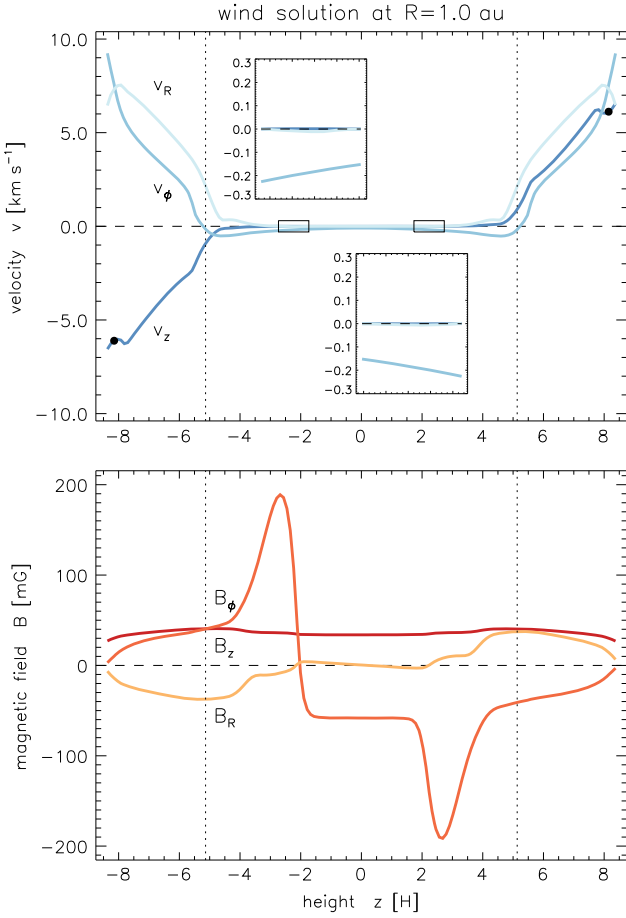 wind solution at R=1.0 au
velocity v [km s⁻¹]
10.0
5.0
0.0
−5.0
−10.0
v_R
v_ϕ
v_z
0.3
0.2
0.1
0.0
−0.1
−0.2
−0.3
0.3
0.2
0.1
0.0
−0.1
−0.2
−0.3
−8 −6 −4 −2 0 2 4 6 8
magnetic field B [mG]
200
100
0
−100
−200
B_ϕ
B_z
B_R
−8 −6 −4 −2 0 2 4 6 8
height z [H]